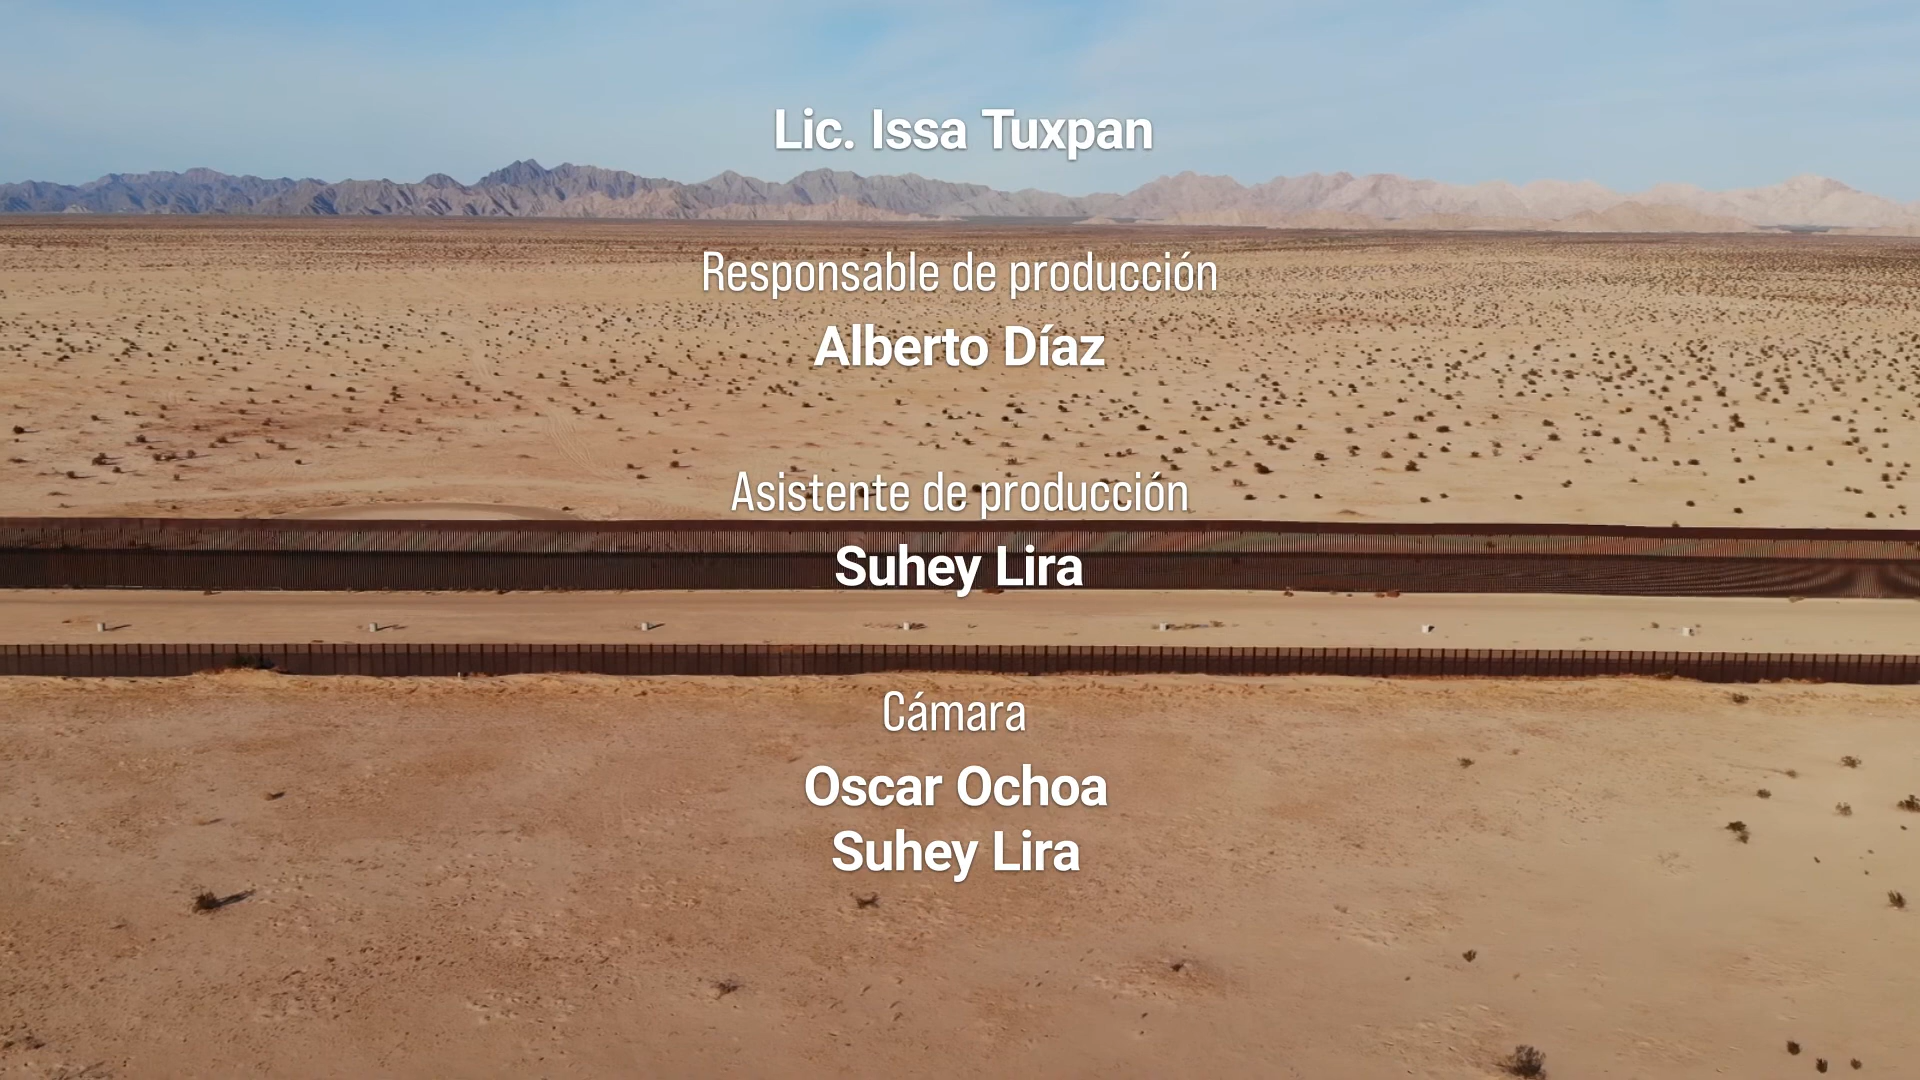 Lic. Issa Tuxpan
Responsable de producción
Alberto Díaz
Asistente de producción
Suhey Lira
Cámara
Oscar Ochoa
Suhey Lira